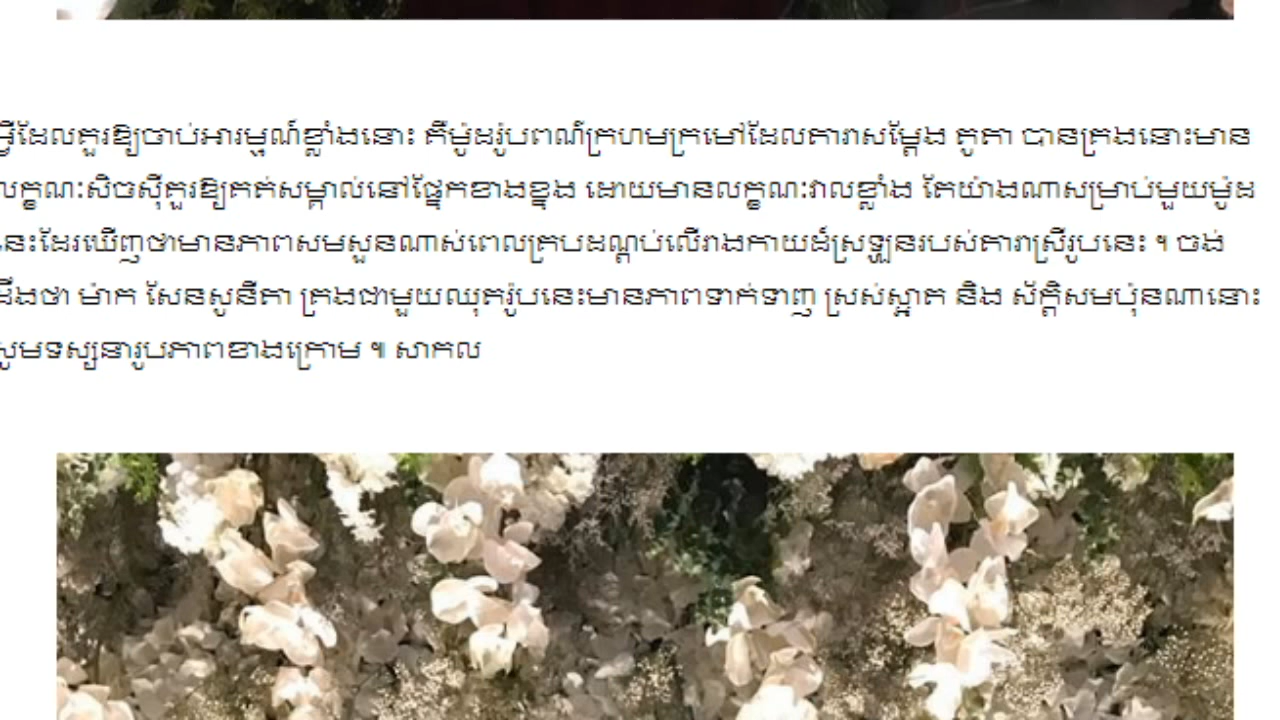 អ្វីដែលគួរឱ្យចាប់អារម្មណ៍ខ្លាំងនោះ គឺម៉ូដរ៉ូបពណ៌ក្រហមក្រមៅដែលតារាសម្តែង តូតា បានគ្រងនោះមាន
លក្ខណៈសិចស៊ីគួរឱ្យកត់សម្គាល់នៅផ្នែកខាងខ្នង ដោយមានលក្ខណៈវាលខ្លាំង តែយ៉ាងណាសម្រាប់មួយម៉ូដ
នេះដែរឃើញថាមានភាពសមសួនណាស់ពេលគ្របដណ្តប់លើរាងកាយដ៏ស្រឡូនរបស់តារាស្រីរូបនេះ ។ ចង់
ដឹងថា ម៉ាក សែនសូនីតា គ្រងជាមួយឈុតរ៉ូបនេះមានភាពទាក់ទាញ ស្រស់ស្អាត និង ស័ក្តិសមប៉ុនណានោះ
សូមទស្សនារូបភាពខាងក្រោម ៕ សាកល